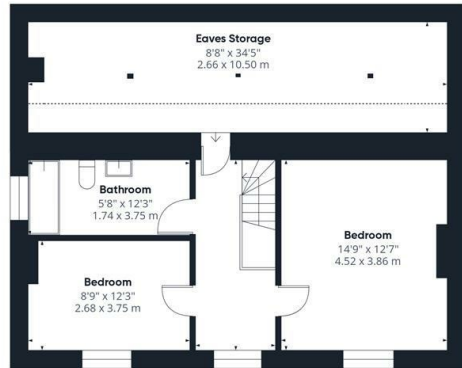 Eaves Storage
8'8" x 34'5"
2.66 x 10.50 m
Bathroom
5'8" x 12'3"
1.74 x 3.75 m
Bedroom
14'9" x 12'7"
4.52 x 3.86 m
Bedroom
8'9" x 12'3"
2.68 x 3.75 m